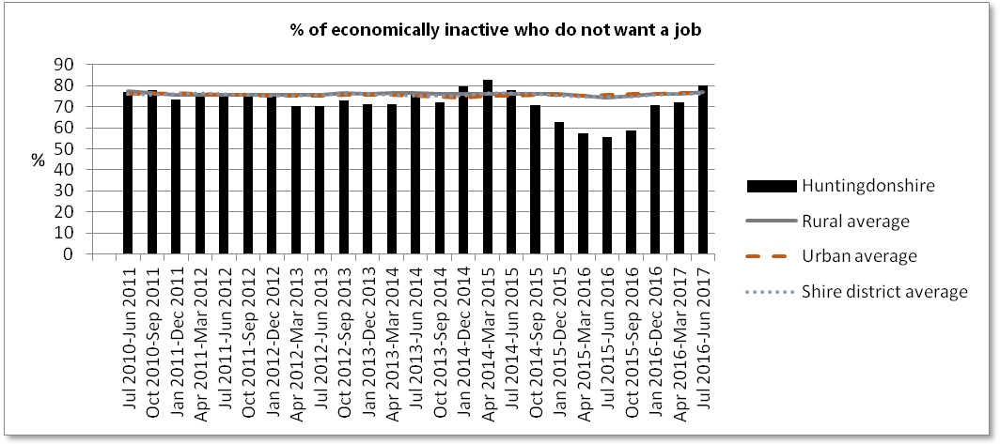 % of economically inactive who do not want a job
90
80
70
60
50
40
30
20
10
0
%
Jul 2010-Jun 2011
Oct 2010-Sep 2011
Jan 2011-Dec 2011
Apr 2011-Mar 2012
Jul 2011-Jun 2012
Oct 2011-Sep 2012
Jan 2012-Dec 2012
Apr 2012-Mar 2013
Jul 2012-Jun 2013
Oct 2012-Sep 2013
Jan 2013-Dec 2013
Apr 2013-Mar 2014
Jul 2013-Jun 2014
Oct 2013-Sep 2014
Jan 2014-Dec 2014
Apr 2014-Mar 2015
Jul 2014-Jun 2015
Oct 2014-Sep 2015
Jan 2015-Dec 2015
Apr 2015-Mar 2016
Jul 2015-Jun 2016
Oct 2015-Sep 2016
Jan 2016-Dec 2016
Apr 2016-Mar 2017
Jul 2016-Jun 2017
Huntingdonshire
Rural average
Urban average
Shire district average